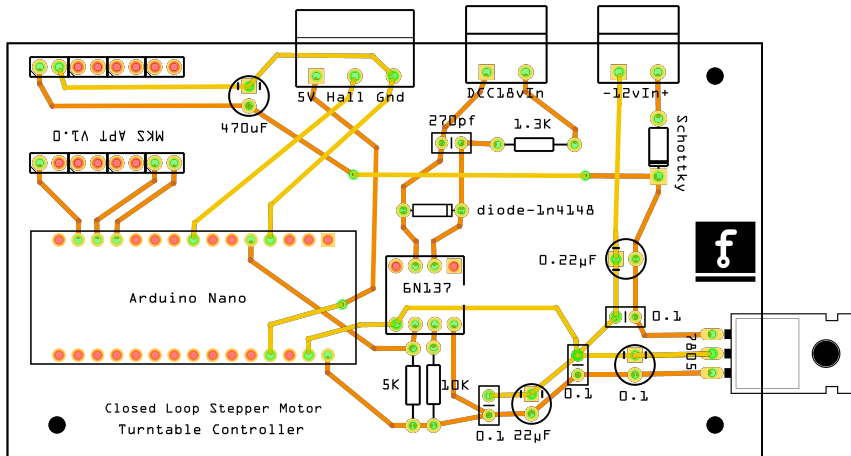 5V Hall Gnd
DCC18vIn
-12vIn+
470uF
270pf
1.3K
Schottky
MKS APT V1.0
diode-1n4148
0.22µF
Arduino Nano
6N137
0.1
7805
5K
10K
0.1
0.1
Closed Loop Stepper Motor
Turntable Controller
0.1
22µF
f